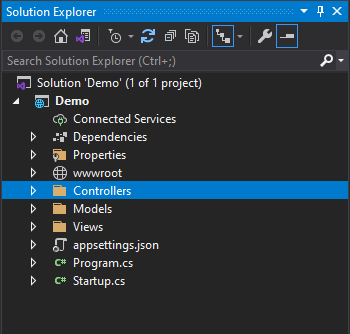 Solution Explorer
Search Solution Explorer (Ctrl+;)
Solution 'Demo' (1 of 1 project)
Demo
Connected Services
Dependencies
Properties
wwwroot
Controllers
Models
Views
appsettings.json
C# Program.cs
C# Startup.cs